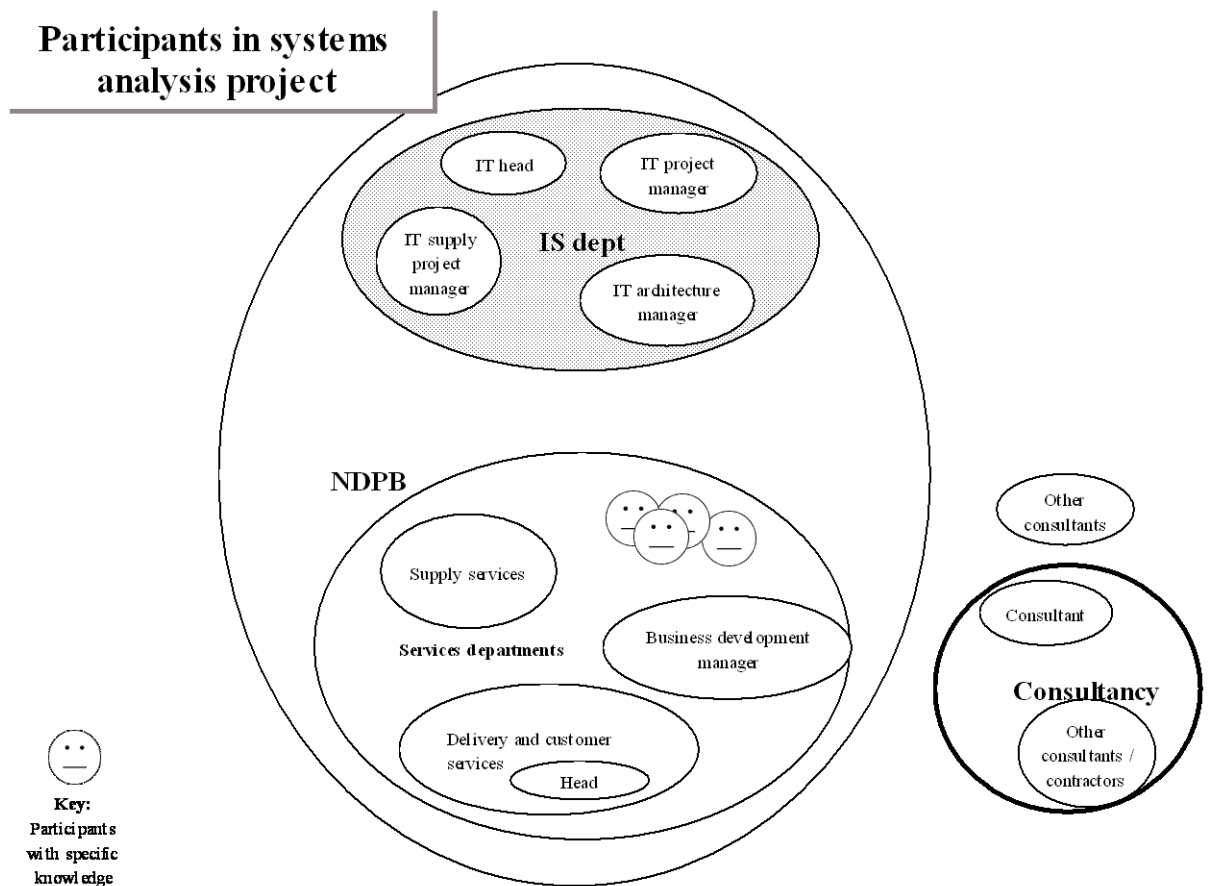 Participants in systems
analysis project
IT head
IT project
manager
IT supply
project
manager
IS dept
IT architecture
manager
NDPB
Supply services
Services departments
Business development
manager
Delivery and customer
services
Head
Other
consultants
Consultant
Consultancy
Other
consultants /
contractors
Key:
Participants
with specific
knowledge